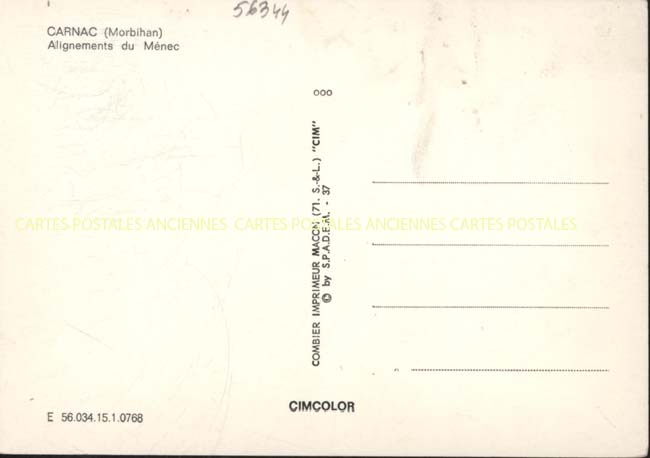 56344
CARNAC (Morbihan)
Alignements du Ménec
ooo
COMBIER IMPRIMEUR MACON (71. S.-&-L.) "CIM"
© by S.P.A.D.E.M. - 37
CARTES POSTALES ANCIENNES CARTES POSTALES ANCIENNES CARTES POSTALES
CIMCOLOR
E 56.034.15.1.0768